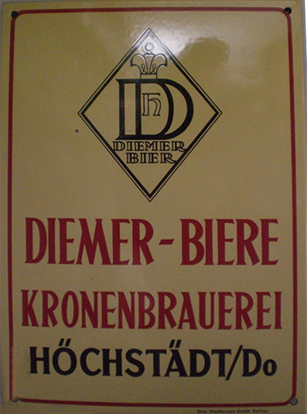 DH
DIEMER
BIER
DIEMER-BIERE
KRONENBRAUEREI
HÖCHSTÄDT/Do